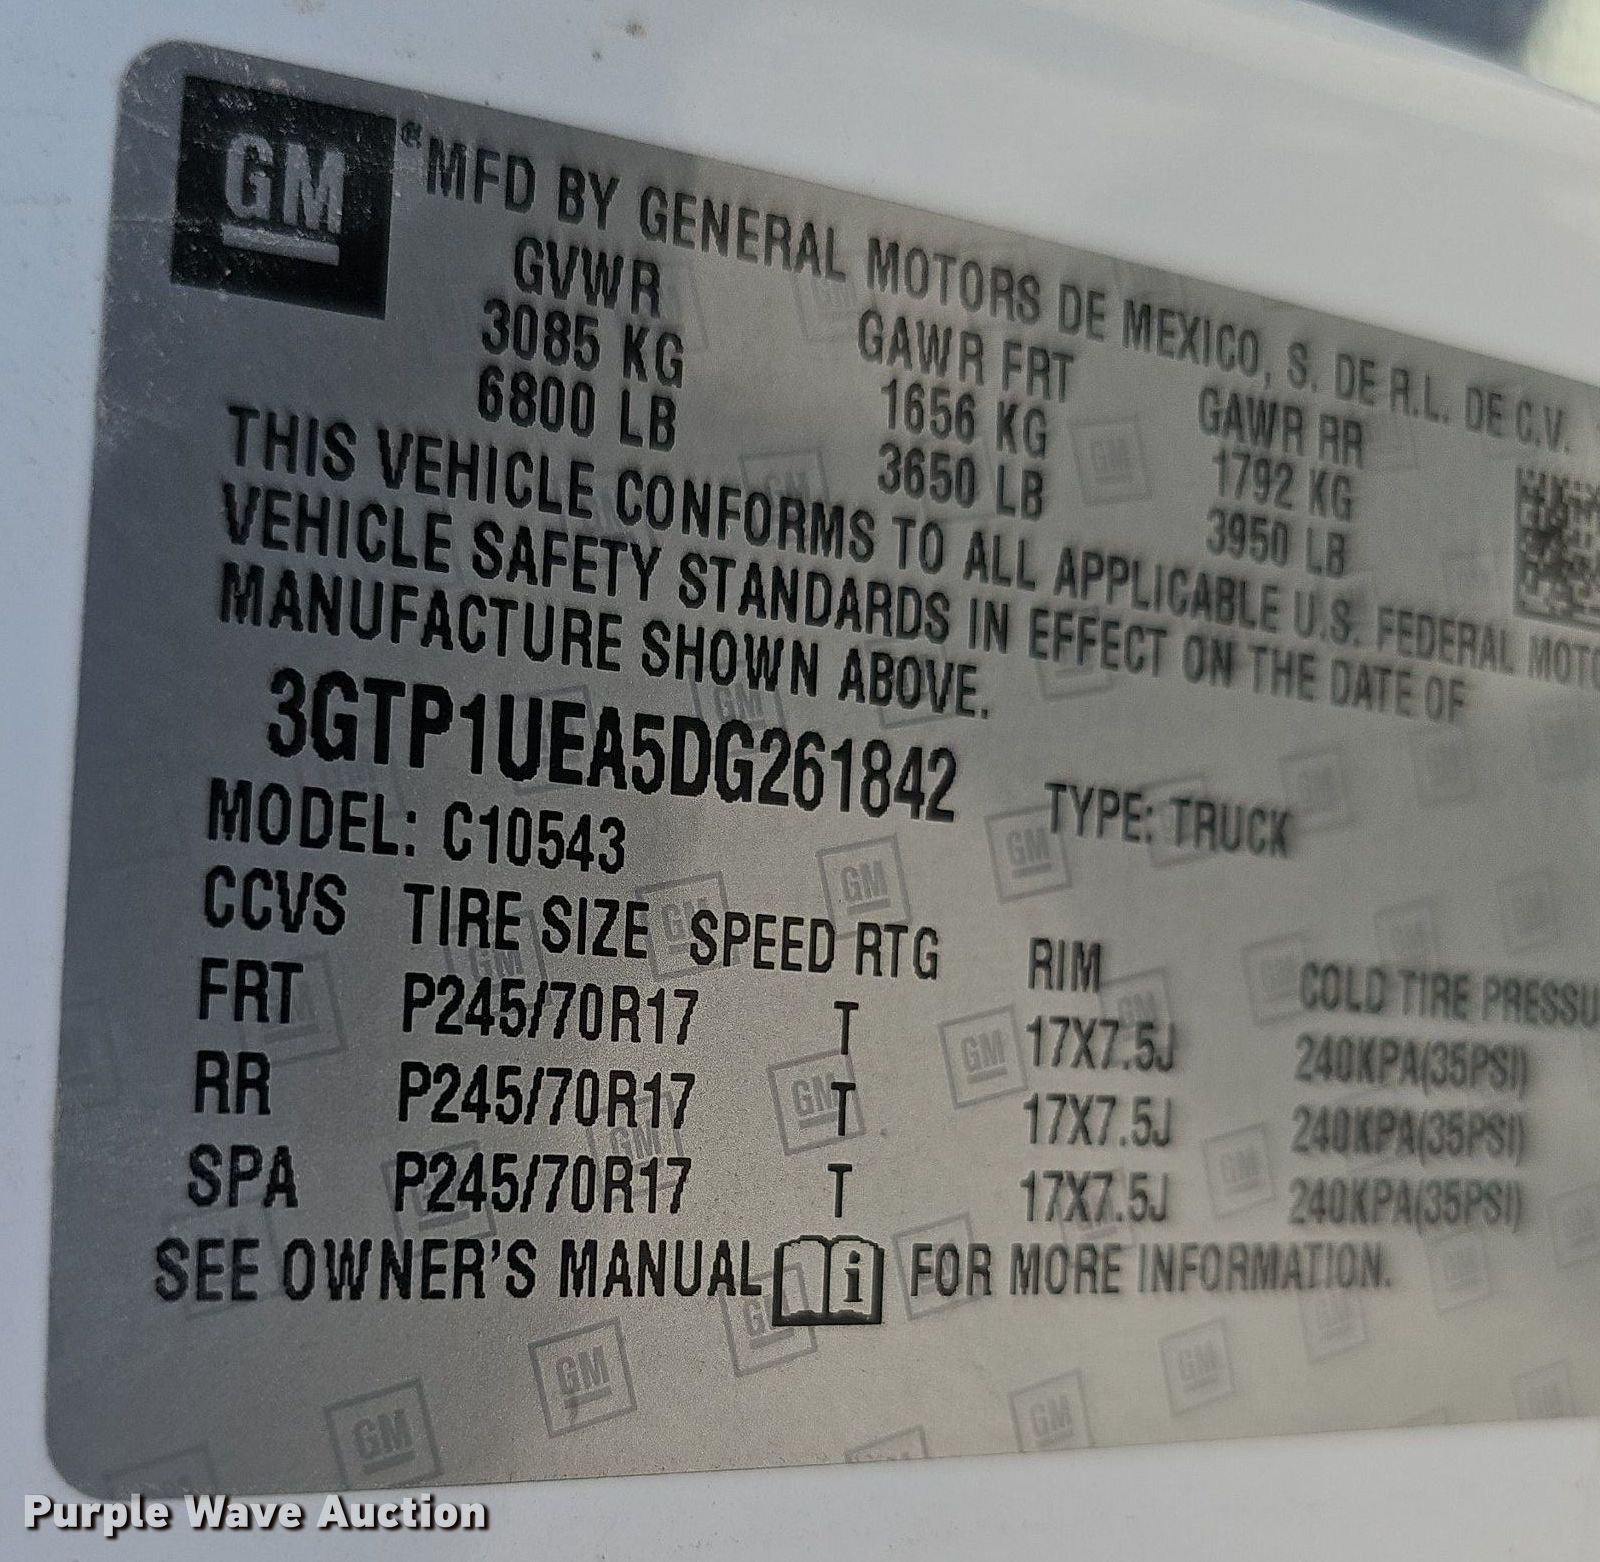 GM
® MFD BY GENERAL MOTORS DE MEXICO, S. DE R.L. DE C.V.
GVWR GAWR FRT GAWR RR
3085 KG 1656 KG 1792 KG
6800 LB 3650 LB 3950 LB
THIS VEHICLE CONFORMS TO ALL APPLICABLE U.S. FEDERAL
VEHICLE SAFETY STANDARDS IN EFFECT ON THE DATE OF
MANUFACTURE SHOWN ABOVE.
3GTP1UEA5DG261842 TYPE: TRUCK
MODEL: C10543
CCVS TIRE SIZE SPEED RTG RIM COLD TIRE
FRT P245/70R17 T 17X7.5J 240KPA(35PSI)
RR P245/70R17 T 17X7.5J 240KPA(35PSI)
SPA P245/70R17 T 17X7.5J 240KPA(35PSI)
SEE OWNER'S MANUAL i FOR MORE INFORMATION.
Purple Wave Auction